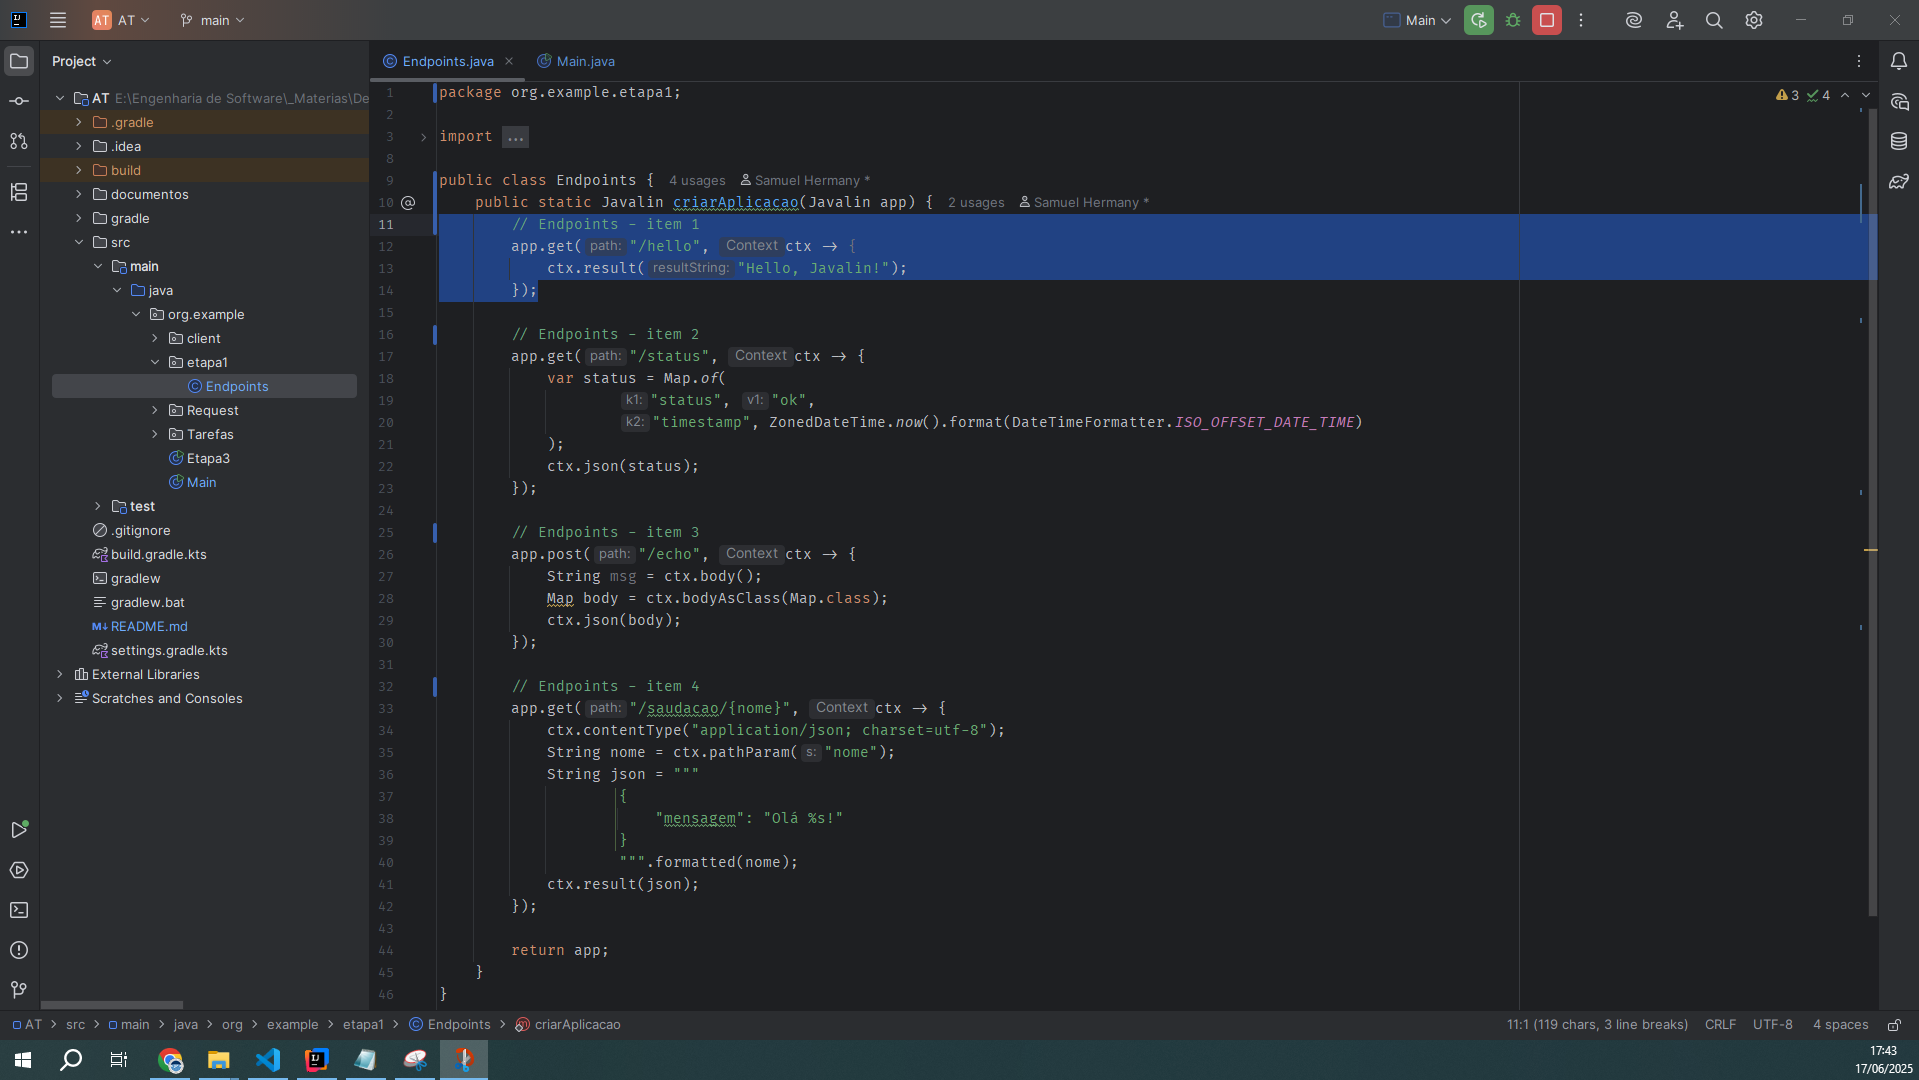 AT AT main Main
Project
Endpoints.java Main.java
AT E:\Engenharia de Software\_Materias\De
.gradle
.idea
build
documentos
gradle
src
main
java
org.example
client
etapa1
Endpoints
Request
Tarefas
Etapa3
Main
test
.gitignore
build.gradle.kts
gradlew
gradlew.bat
README.md
settings.gradle.kts
External Libraries
Scratches and Consoles
3 4
1 package org.example.etapa1;
2
3 import ...
8
9 public class Endpoints { 4 usages Samuel Hermany *
10 @ public static Javalin criarAplicacao(Javalin app) { 2 usages Samuel Hermany *
11 // Endpoints - item 1
12 app.get( path: "/hello", Context ctx -> {
13 ctx.result( resultString: "Hello, Javalin!");
14 });
15
16 // Endpoints - item 2
17 app.get( path: "/status", Context ctx -> {
18 var status = Map.of(
19 k1: "status", v1: "ok",
20 k2: "timestamp", ZonedDateTime.now().format(DateTimeFormatter.ISO_OFFSET_DATE_TIME)
21 );
22 ctx.json(status);
23 });
24
25 // Endpoints - item 3
26 app.post( path: "/echo", Context ctx -> {
27 String msg = ctx.body();
28 Map body = ctx.bodyAsClass(Map.class);
29 ctx.json(body);
30 });
31
32 // Endpoints - item 4
33 app.get( path: "/saudacao/{nome}", Context ctx -> {
34 ctx.contentType("application/json; charset=utf-8");
35 String nome = ctx.pathParam( s: "nome");
36 String json = """
37 {
38 "mensagem": "Olá %s!"
39 }
40 """.formatted(nome);
41 ctx.result(json);
42 });
43
44 return app;
45 }
46 }
AT > src > main > java > org > example > etapa1 > Endpoints > criarAplicacao 11:1 (119 chars, 3 line breaks) CRLF UTF-8 4 spaces
17:43
17/06/2025